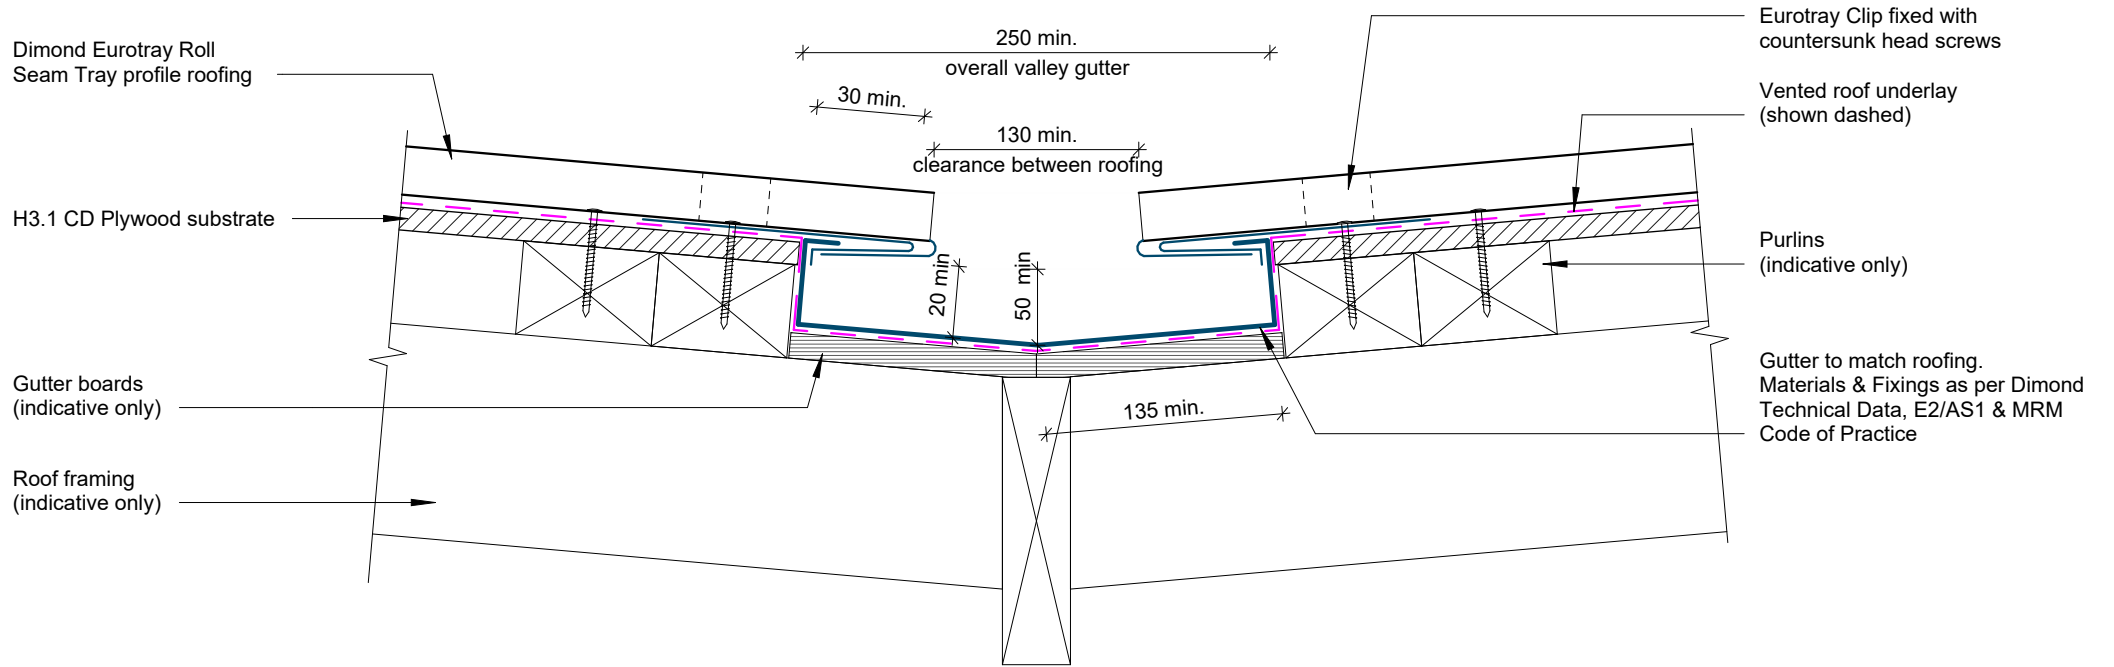 Dimond Eurotray Roll
Seam Tray profile roofing
H3.1 CD Plywood substrate
Gutter boards
(indicative only)
Roof framing
(indicative only)
250 min.
overall valley gutter
30 min.
130 min.
clearance between roofing
20 min
50 min
135 min.
Eurotray Clip fixed with
countersunk head screws
Vented roof underlay
(shown dashed)
Purlins
(indicative only)
Gutter to match roofing.
Materials & Fixings as per Dimond
Technical Data, E2/AS1 & MRM
Code of Practice